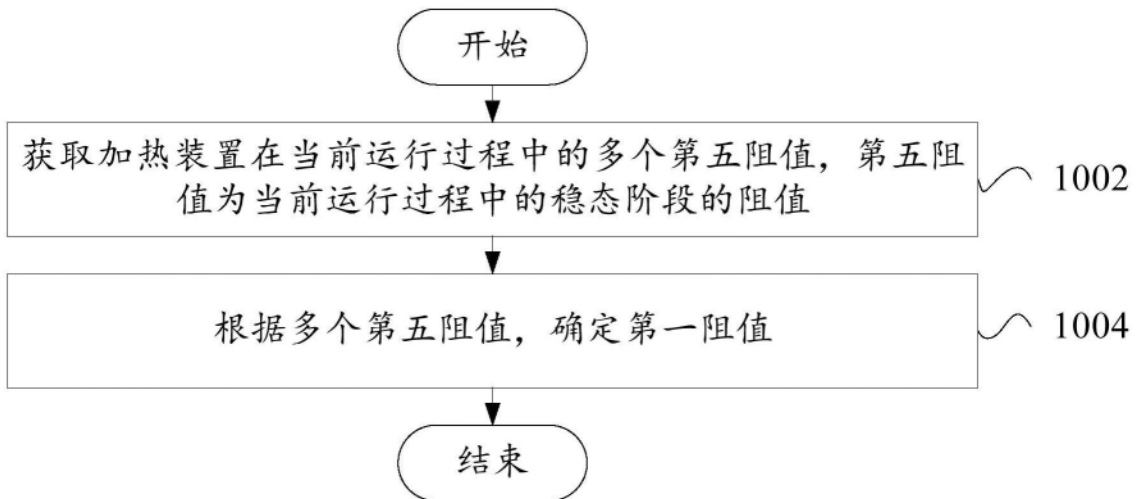 开始
获取加热装置在当前运行过程中的多个第五阻值，第五阻
值为当前运行过程中的稳态阶段的阻值
1002
根据多个第五阻值，确定第一阻值
1004
结束